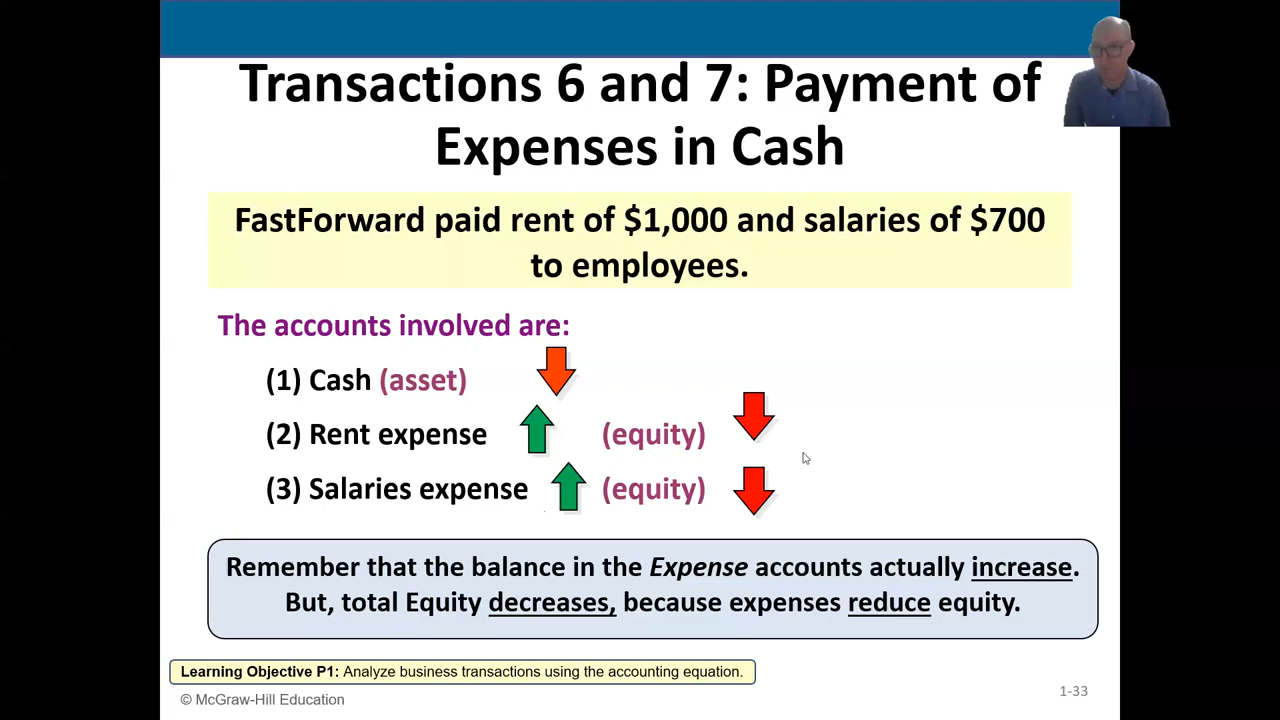 Transactions 6 and 7: Payment of
Expenses in Cash
FastForward paid rent of $1,000 and salaries of $700
to employees.
The accounts involved are:
(1) Cash (asset)
(2) Rent expense (equity)
(3) Salaries expense (equity)
Remember that the balance in the Expense accounts actually increase.
But, total Equity decreases, because expenses reduce equity.
Learning Objective P1: Analyze business transactions using the accounting equation.
© McGraw-Hill Education
1-33